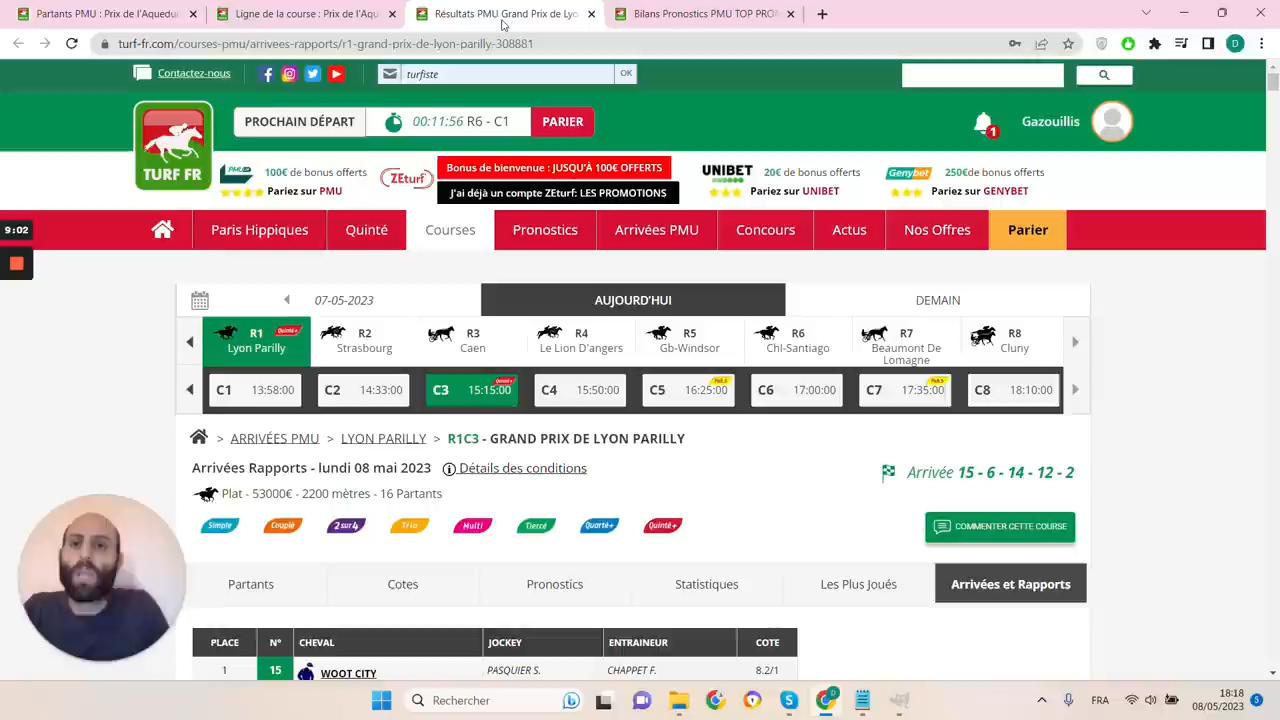 Partants PMU : Prix de l'Aqueduc
Ligne de la course : Prix de l'Aqu
Résultats PMU Grand Prix de Lyo
Bilans Pronostics PMU TOP PRO
turf-fr.com/courses-pmu/arrivees-rapports/r1-grand-prix-de-lyon-parilly-308881
D
Contactez-nous
turfiste
OK
TURF FR
PROCHAIN DÉPART
00:11:56 R6 - C1
PARIER
1
Gazouillis
PMU
100€ de bonus offerts
Pariez sur PMU
ZEturf
Bonus de bienvenue : JUSQU'À 100€ OFFERTS
J'ai déjà un compte ZEturf: LES PROMOTIONS
UNIBET
20€ de bonus offerts
Pariez sur UNIBET
Genybet
250€de bonus offerts
Pariez sur GENYBET
9:02
Paris Hippiques
Quinté
Courses
Pronostics
Arrivées PMU
Concours
Actus
Nos Offres
Parier
07-05-2023
AUJOURD'HUI
DEMAIN
R1 Quinté+
Lyon Parilly
R2
Strasbourg
R3
Caen
R4
Le Lion D'angers
R5
Gb-Windsor
R6
Chl-Santiago
R7
Beaumont De
Lomagne
R8
Cluny
C1 13:58:00
C2 14:33:00
C3 15:15:00
C4 15:50:00
C5 16:25:00
C6 17:00:00
C7 17:35:00
C8 18:10:00
> ARRIVÉES PMU > LYON PARILLY > R1C3 - GRAND PRIX DE LYON PARILLY
Arrivées Rapports - lundi 08 mai 2023
Détails des conditions
Arrivée 15 - 6 - 14 - 12 - 2
Plat - 53000€ - 2200 mètres - 16 Partants
Simple
Couplé
2 sur 4
Trio
Multi
Tiercé
Quarté+
Quinté+
COMMENTER CETTE COURSE
Partants
Cotes
Pronostics
Statistiques
Les Plus Joués
Arrivées et Rapports
PLACE N° CHEVAL JOCKEY ENTRAINEUR COTE
1 15 WOOT CITY PASQUIER S. CHAPPET F. 8.2/1
Rechercher
FRA
18:18
08/05/2023
5